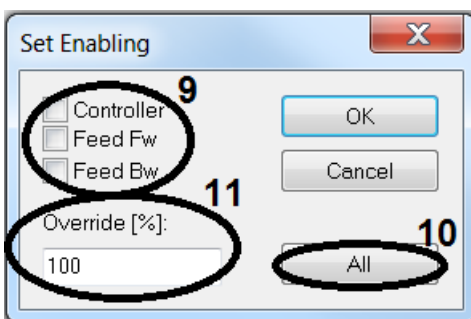 Set Enabling
X
Controller
9
OK
Feed Fw
Feed Bw
Cancel
11
Override [%]:
10
100
All